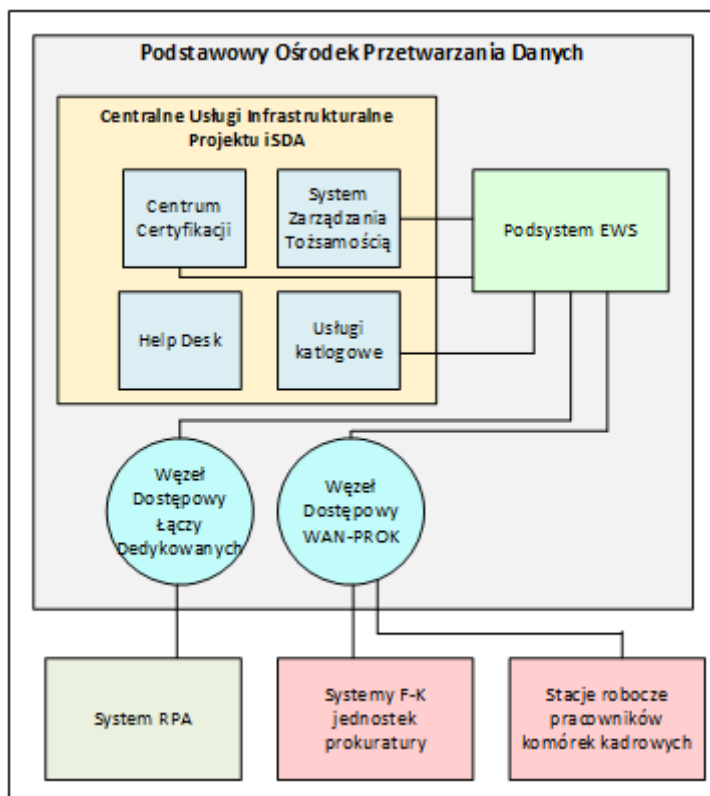 Podstawowy Ośrodek Przetwarzania Danych
Centralne Usługi Infrastrukturalne
Projektu iSDA
Centrum
Certyfikacji
System
Zarządzania
Tożsamością
Podsystem EWS
Help Desk
Usługi
katlogowe
Węzeł
Dostępowy
Łączy
Dedykowanych
Węzeł
Dostępowy
WAN-PROK
System RPA
Systemy F-K
jednostek
prokuratury
Stacje robocze
pracowników
komórek kadrowych